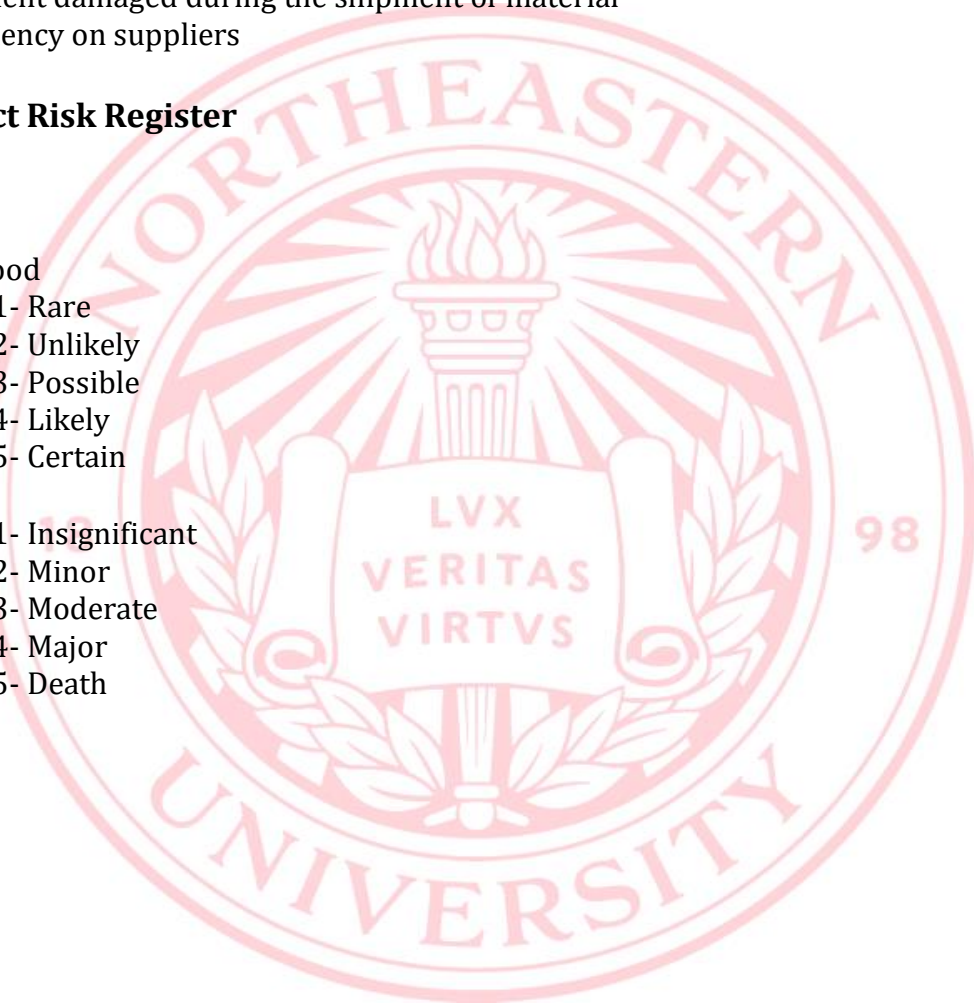 ent damaged during the shipment of material
ency on suppliers
ct Risk Register
ood
1- Rare
2- Unlikely
3- Possible
4- Likely
5- Certain
1- Insignificant
2- Minor
3- Moderate
4- Major
5- Death
NORTHEASTERN
LVX
VERITAS
VIRTVS
18 98
UNIVERSITY